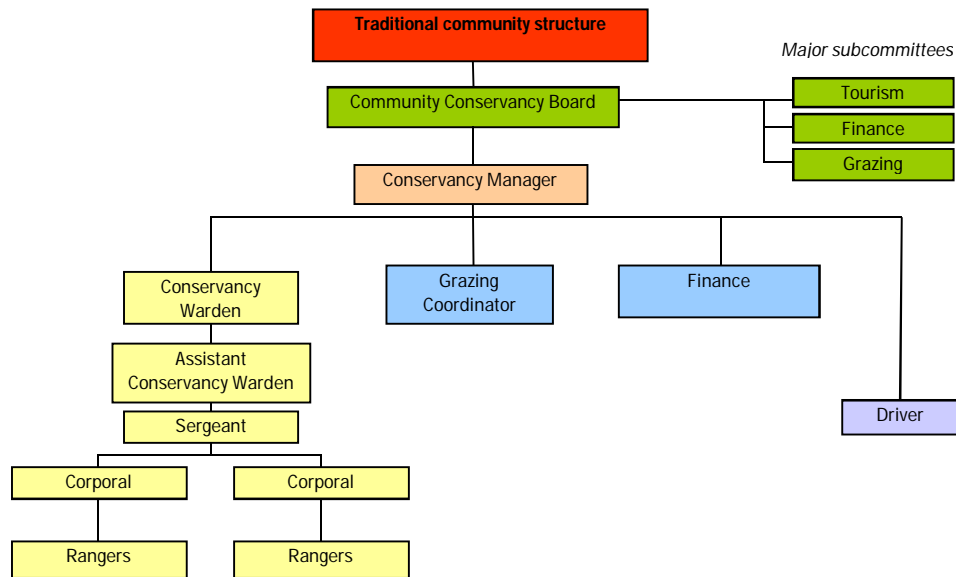 Traditional community structure
Major subcommittees
Community Conservancy Board
Tourism
Finance
Grazing
Conservancy Manager
Conservancy
Warden
Grazing
Coordinator
Finance
Assistant
Conservancy Warden
Sergeant
Driver
Corporal
Corporal
Rangers
Rangers